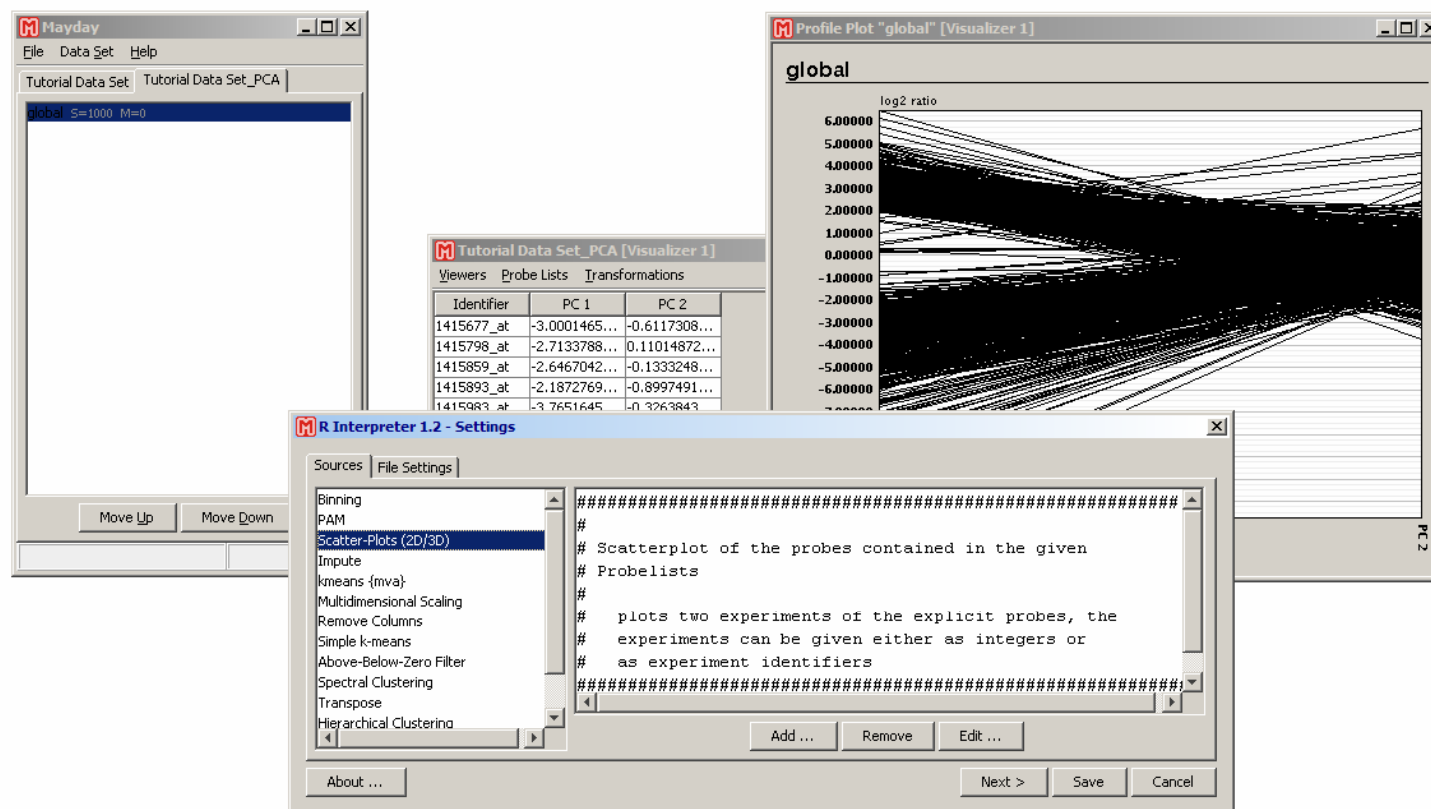 Mayday
File Data Set Help
Tutorial Data Set
Tutorial Data Set_PCA
global S=1000 M=0
Move Up
Move Down
Profile Plot "global" [Visualizer 1]
global
log2 ratio
6.00000
5.00000
4.00000
3.00000
2.00000
1.00000
0.00000
-1.00000
-2.00000
-3.00000
-4.00000
-5.00000
-6.00000
PC 2
Tutorial Data Set_PCA [Visualizer 1]
Viewers Probe Lists Transformations
Identifier PC 1 PC 2
1415677_at -3.0001465... -0.6117308...
1415798_at -2.7133788... 0.11014872...
1415859_at -2.6467042... -0.1333248...
1415893_at -2.1872769... -0.8997491...
1415983_at -3.7651645 -0.3263843
R Interpreter 1.2 - Settings
Sources
File Settings
Binning
PAM
Scatter-Plots (2D/3D)
Impute
kmeans {mva}
Multidimensional Scaling
Remove Columns
Simple k-means
Above-Below-Zero Filter
Spectral Clustering
Transpose
Hierarchical Clustering
###########################################################
#
# Scatterplot of the probes contained in the given
# Probelists
#
#   plots two experiments of the explicit probes, the
#   experiments can be given either as integers or
#   as experiment identifiers
###########################################################
Add ...
Remove
Edit ...
About ...
Next >
Save
Cancel